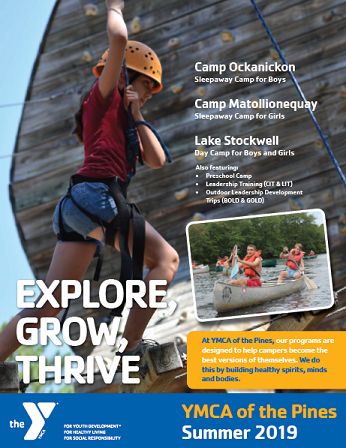 Camp Ockanickon
Sleepaway Camp for Boys
Camp Matollionequay
Sleepaway Camp for Girls
Lake Stockwell
Day Camp for Boys and Girls
Also Featuring:
• Preschool Camp
• Leadership Training (CIT & LIT)
• Outdoor Leadership Development
Trips (BOLD & GOLD)
EXPLORE,
GROW,
THRIVE
At YMCA of the Pines, our programs are
designed to help campers become the
best versions of themselves. We do
this by building healthy spirits, minds
and bodies.
the Y
FOR YOUTH DEVELOPMENT®
FOR HEALTHY LIVING
FOR SOCIAL RESPONSIBILITY
YMCA of the Pines
Summer 2019